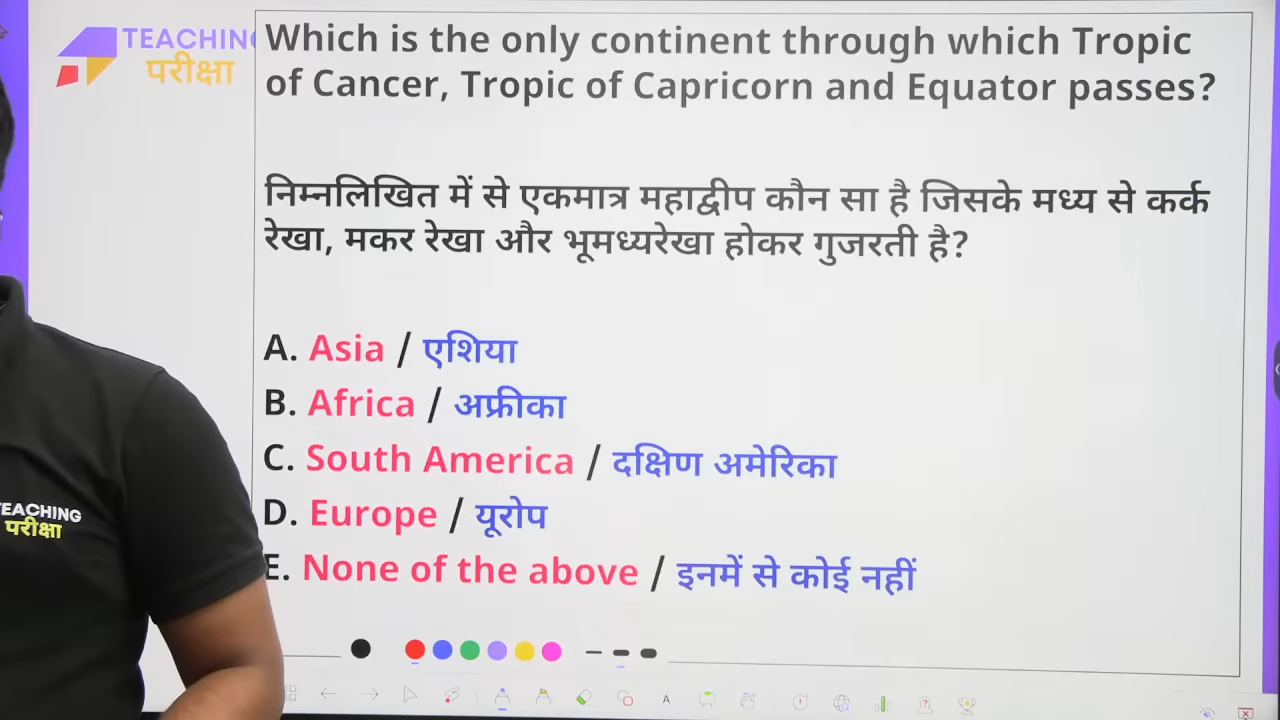 TEACHING
परीक्षा
Which is the only continent through which Tropic
of Cancer, Tropic of Capricorn and Equator passes?
निम्नलिखित में से एकमात्र महाद्वीप कौन सा है जिसके मध्य से कर्क
रेखा, मकर रेखा और भूमध्यरेखा होकर गुजरती है?
A. Asia / एशिया
B. Africa / अफ्रीका
C. South America / दक्षिण अमेरिका
D. Europe / यूरोप
E. None of the above / इनमें से कोई नहीं
TEACHING
परीक्षा
A